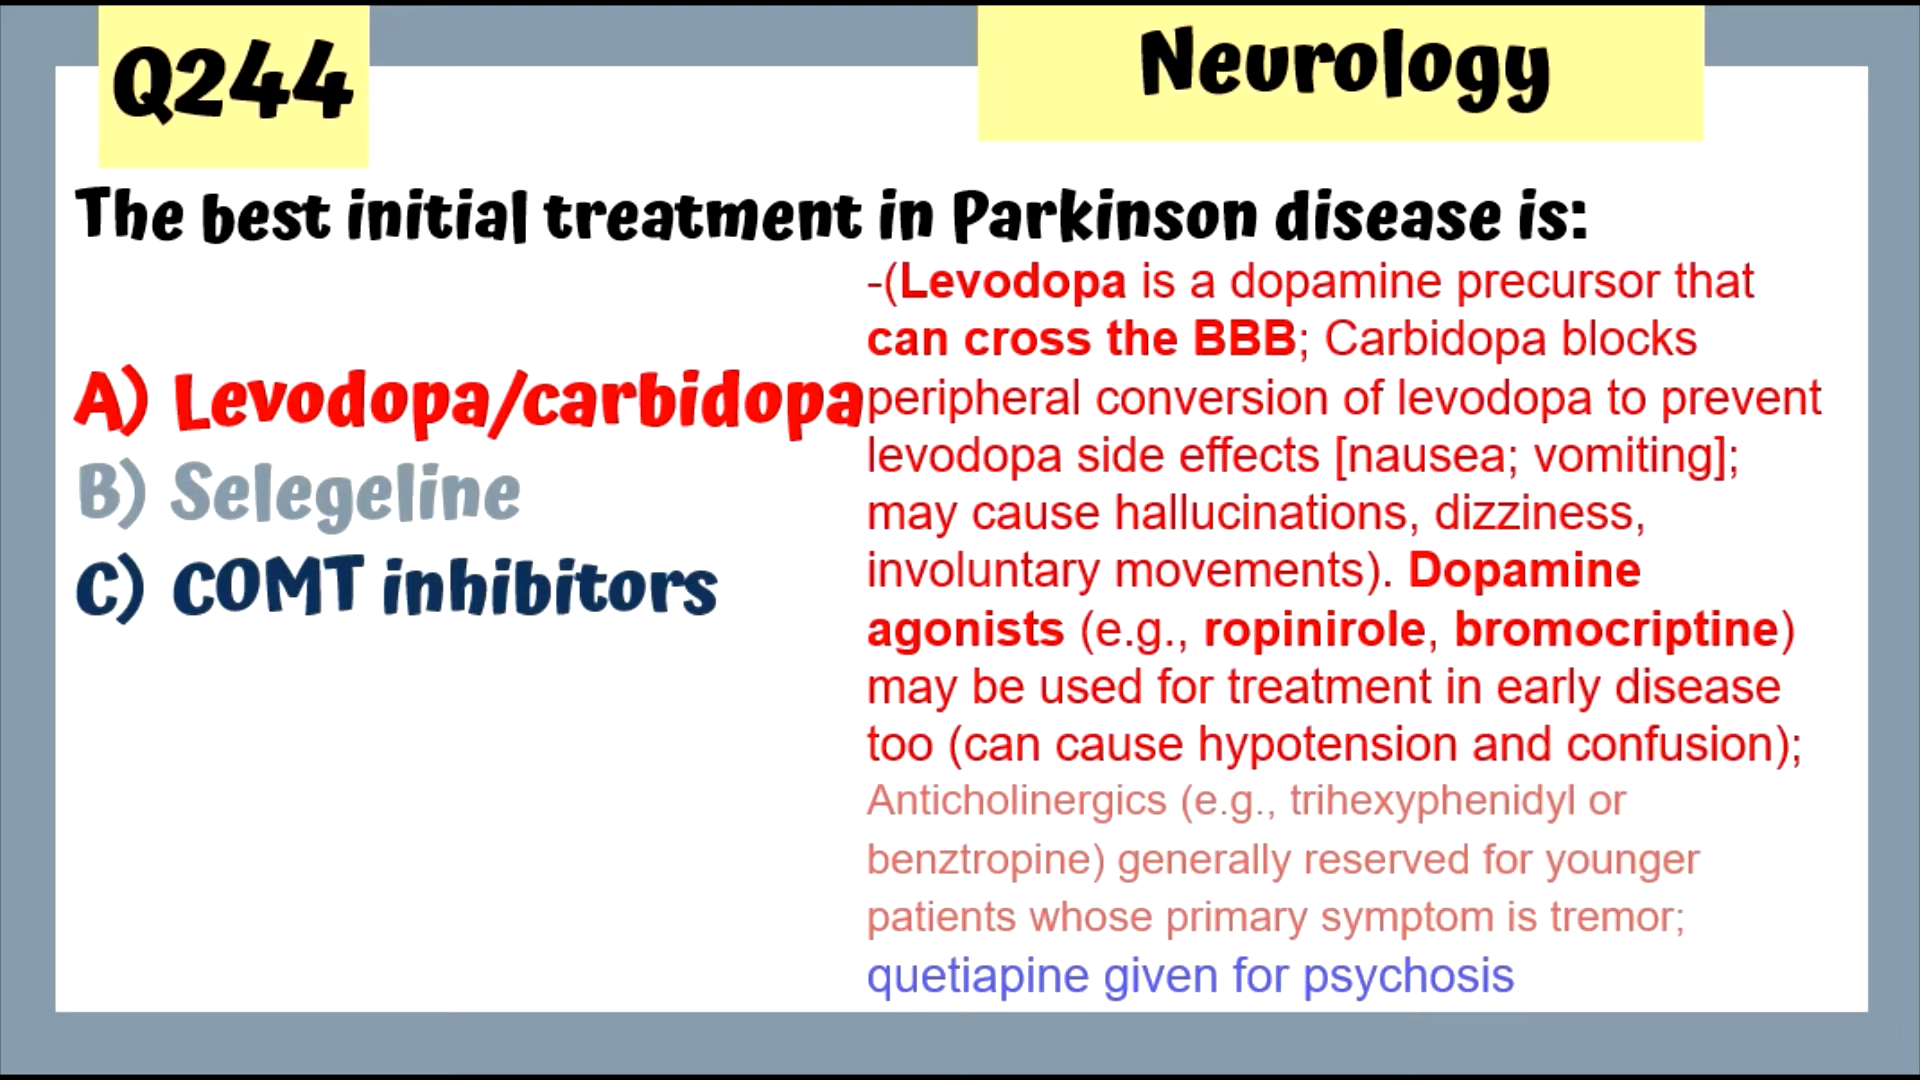 Q244
Neurology
The best initial treatment in Parkinson disease is:
A) Levodopa/carbidopa
B) Selegeline
C) COMT inhibitors
-(Levodopa is a dopamine precursor that
can cross the BBB; Carbidopa blocks
peripheral conversion of levodopa to prevent
levodopa side effects [nausea; vomiting];
may cause hallucinations, dizziness,
involuntary movements). Dopamine
agonists (e.g., ropinirole, bromocriptine)
may be used for treatment in early disease
too (can cause hypotension and confusion);
Anticholinergics (e.g., trihexyphenidyl or
benztropine) generally reserved for younger
patients whose primary symptom is tremor;
quetiapine given for psychosis